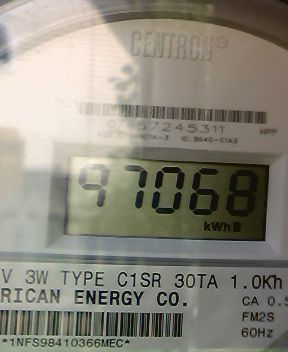 CENTRON®
97068
kWh
V 3W TYPE C1SR 30TA 1.0Kh
RICAN ENERGY CO.
CA 0.5
FM2S
60Hz
*1NFS98410366MEC*